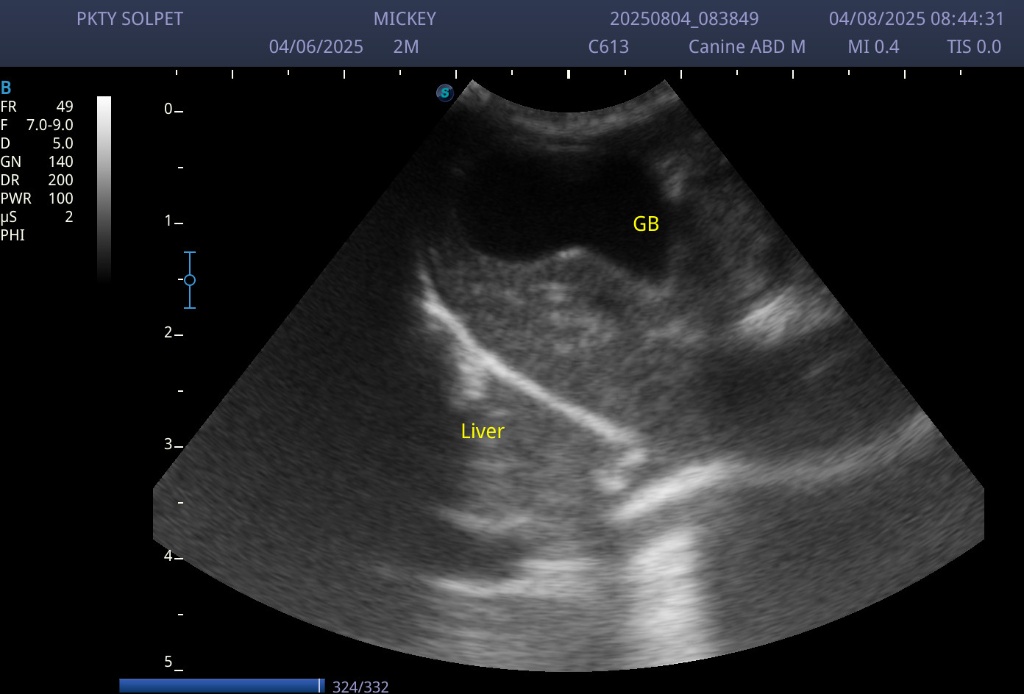 PKTY SOLPET MICKEY 20250804_083849 04/08/2025 08:44:31
04/06/2025 2M C613 Canine ABD M MI 0.4 TIS 0.0
S
B
FR 49
F 7.0-9.0
D 5.0
GN 140
DR 200
PWR 100
µS 2
PHI
0
1
2
3
4
5
GB
Liver
324/332